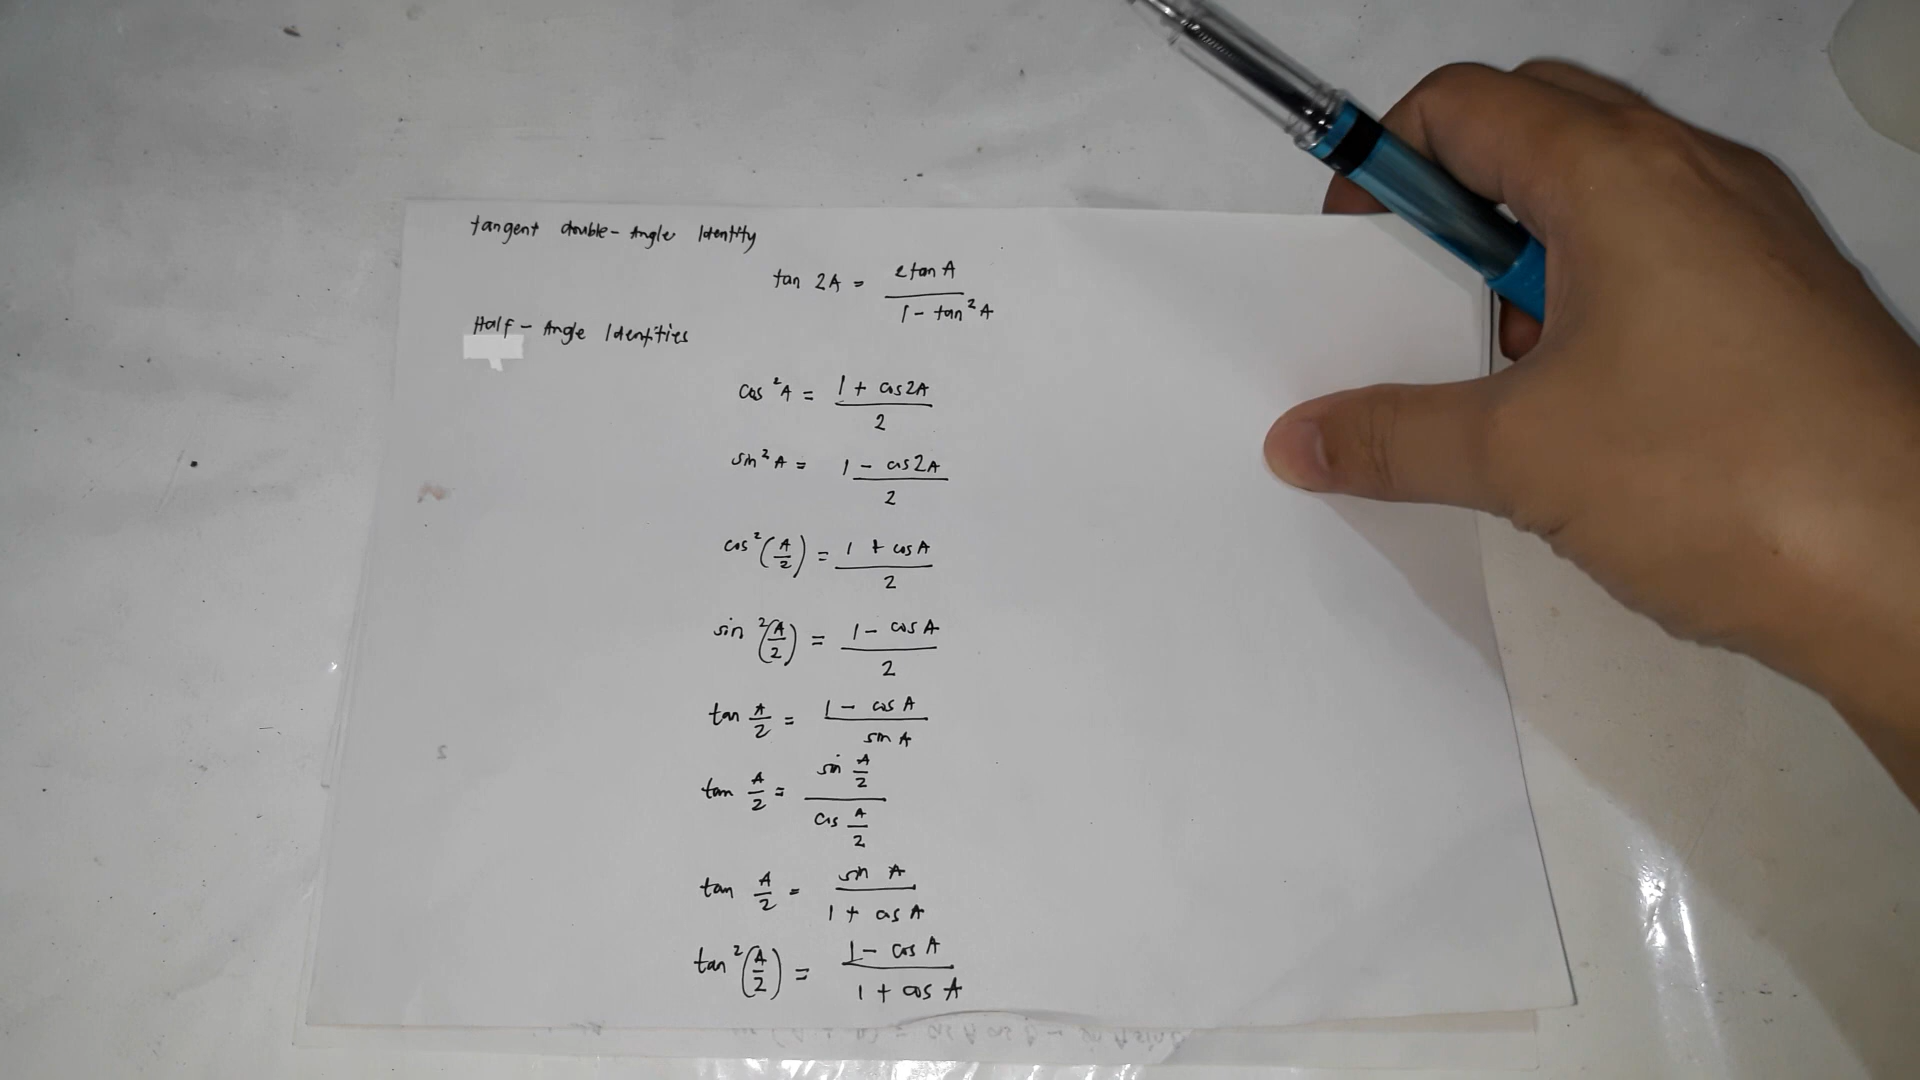 tangent double-Angle Identity
tan 2A = 2tan A / 1 - tan²A
Half-Angle Identities
cos²A = 1 + cos2A / 2
sin²A = 1 - cos2A / 2
cos²(A/2) = 1 + cosA / 2
sin²(A/2) = 1 - cosA / 2
tan A/2 = 1 - cos A / sin A
tan A/2 = sin A/2 / cos A/2
tan A/2 = sin A / 1 + cos A
tan²(A/2) = 1 - cos A / 1 + cos A